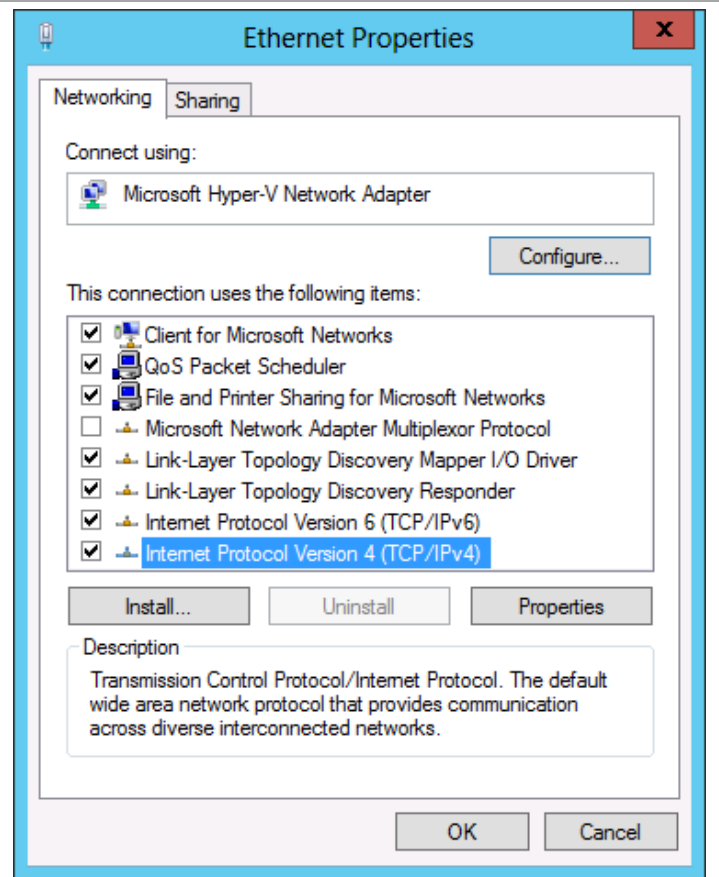 Ethernet Properties
x
Networking
Sharing
Connect using:
Microsoft Hyper-V Network Adapter
Configure...
This connection uses the following items:
Client for Microsoft Networks
QoS Packet Scheduler
File and Printer Sharing for Microsoft Networks
Microsoft Network Adapter Multiplexor Protocol
Link-Layer Topology Discovery Mapper I/O Driver
Link-Layer Topology Discovery Responder
Internet Protocol Version 6 (TCP/IPv6)
Internet Protocol Version 4 (TCP/IPv4)
Install...
Uninstall
Properties
Description
Transmission Control Protocol/Internet Protocol. The default
wide area network protocol that provides communication
across diverse interconnected networks.
OK
Cancel